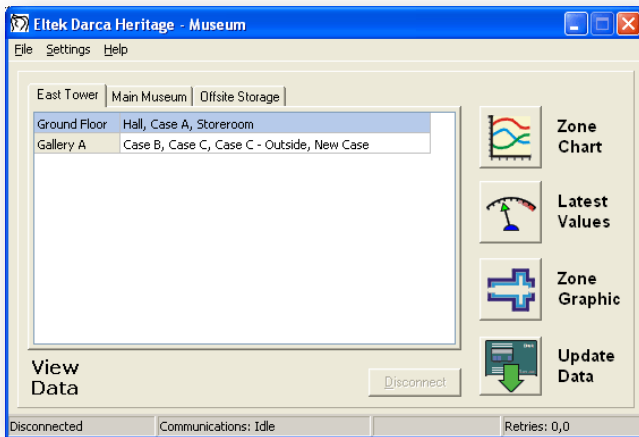 Eltek Darca Heritage - Museum
File Settings Help
East Tower Main Museum Offsite Storage
Ground Floor Hall, Case A, Storeroom
Gallery A Case B, Case C, Case C - Outside, New Case
Zone
Chart
Latest
Values
Zone
Graphic
Update
Data
View
Data
Disconnect
Disconnected Communications: Idle Retries: 0,0